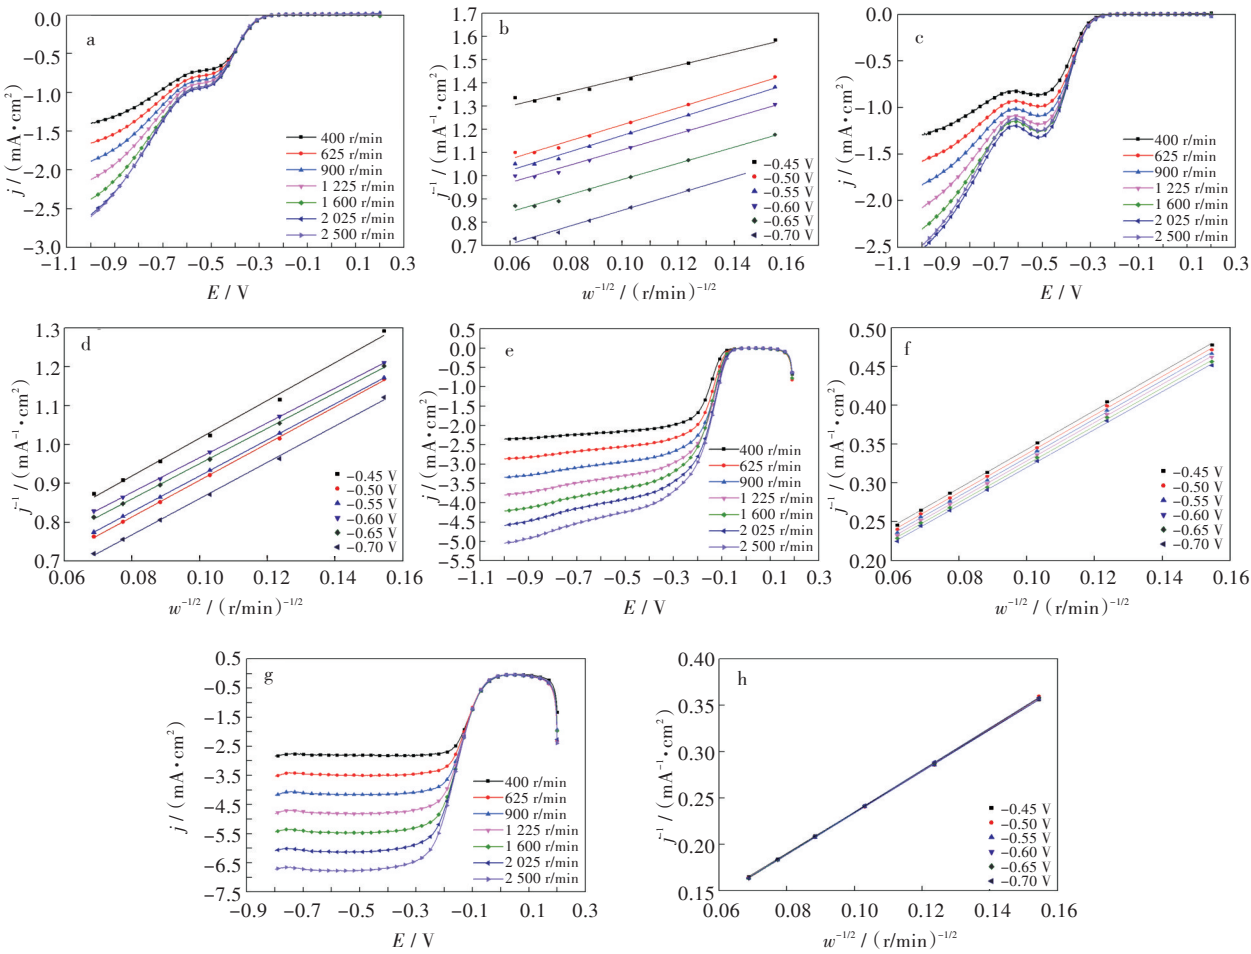 a
0.0
−0.5
−1.0
−1.5
−2.0
−2.5
−3.0
j / (mA•cm²)
400 r/min
625 r/min
900 r/min
1 225 r/min
1 600 r/min
2 025 r/min
2 500 r/min
−1.1 −0.9 −0.7 −0.5 −0.3 −0.1 0.1 0.3
E / V
b
1.7
1.6
1.5
1.4
1.3
1.2
1.1
1.0
0.9
0.8
0.7
j⁻¹ / (mA⁻¹•cm²)
−0.45 V
−0.50 V
−0.55 V
−0.60 V
−0.65 V
−0.70 V
0.06 0.08 0.10 0.12 0.14 0.16
w⁻¹/² / (r/min)⁻¹/²
c
0.0
−0.5
−1.0
−1.5
−2.0
−2.5
j / (mA•cm²)
400 r/min
625 r/min
900 r/min
1 225 r/min
1 600 r/min
2 025 r/min
2 500 r/min
−1.1 −0.9 −0.7 −0.5 −0.3 −0.1 0.1 0.3
E / V
d
1.3
1.2
1.1
1.0
0.9
0.8
0.7
j⁻¹ / (mA⁻¹•cm²)
−0.45 V
−0.50 V
−0.55 V
−0.60 V
−0.65 V
−0.70 V
0.06 0.08 0.10 0.12 0.14 0.16
w⁻¹/² / (r/min)⁻¹/²
e
0.5
0.0
−0.5
−1.0
−1.5
−2.0
−2.5
−3.0
−3.5
−4.0
−4.5
−5.0
−5.5
j / (mA•cm²)
400 r/min
625 r/min
900 r/min
1 225 r/min
1 600 r/min
2 025 r/min
2 500 r/min
−1.1 −0.9 −0.7 −0.5 −0.3 −0.1 0.1 0.3
E / V
f
0.50
0.45
0.40
0.35
0.30
0.25
0.20
j⁻¹ / (mA⁻¹•cm²)
−0.45 V
−0.50 V
−0.55 V
−0.60 V
−0.65 V
−0.70 V
0.06 0.08 0.10 0.12 0.14 0.16
w⁻¹/² / (r/min)⁻¹/²
g
0.5
−0.5
−1.5
−2.5
−3.5
−4.5
−5.5
−6.5
−7.5
j / (mA•cm²)
400 r/min
625 r/min
900 r/min
1 225 r/min
1 600 r/min
2 025 r/min
2 500 r/min
−0.9 −0.7 −0.5 −0.3 −0.1 0.1 0.3
E / V
h
0.40
0.35
0.30
0.25
0.20
0.15
j⁻¹ / (mA⁻¹•cm²)
−0.45 V
−0.50 V
−0.55 V
−0.60 V
−0.65 V
−0.70 V
0.06 0.08 0.10 0.12 0.14 0.16
w⁻¹/² / (r/min)⁻¹/²